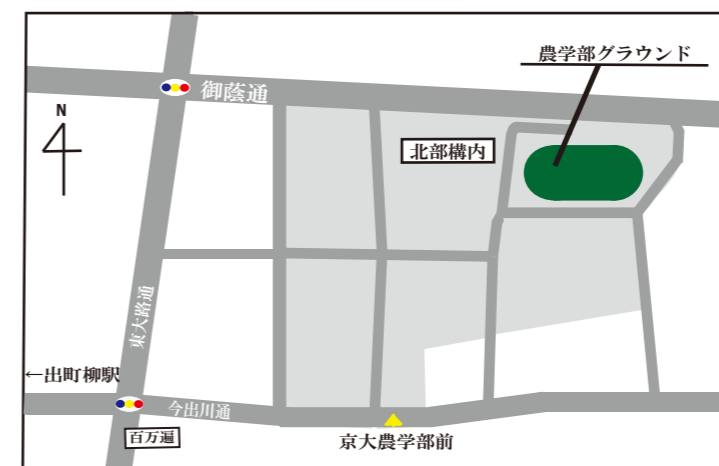 農学部グラウンド
御蔭通
N
北部構内
東大路通
←出町柳駅
今出川通
百万遍
京大農学部前